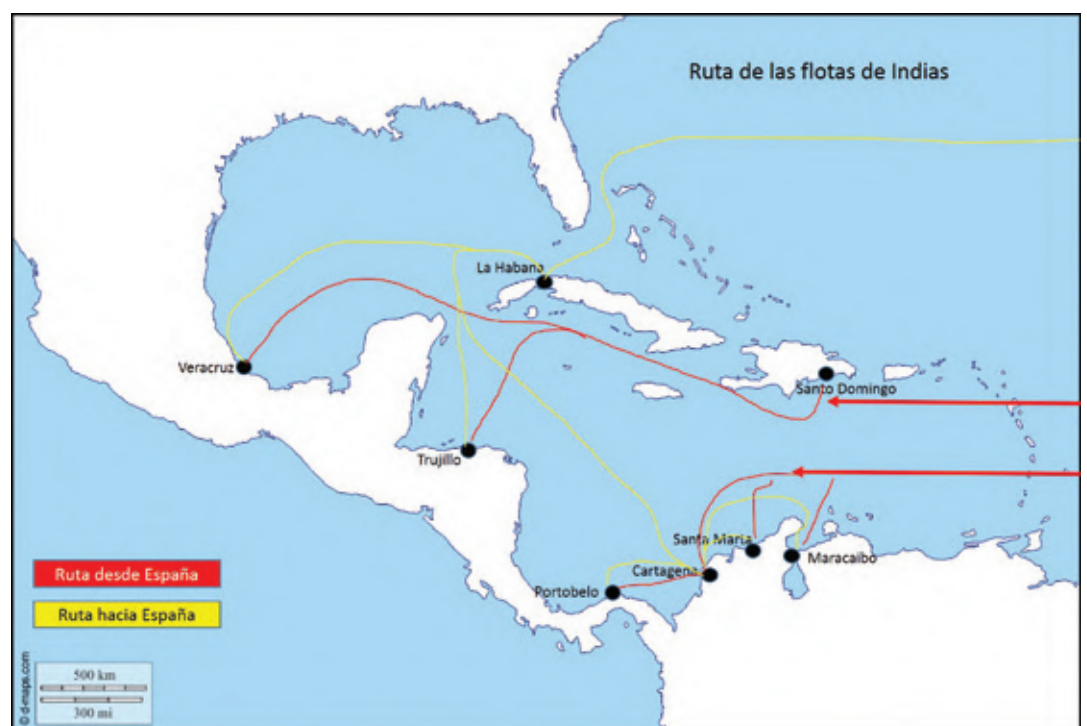 Ruta de las flotas de Indias
La Habana
Veracruz
Santo Domingo
Trujillo
Santa Maria
Maracaibo
Cartagena
Portobelo
Ruta desde España
Ruta hacia España
500 km
300 mi
© d-maps.com